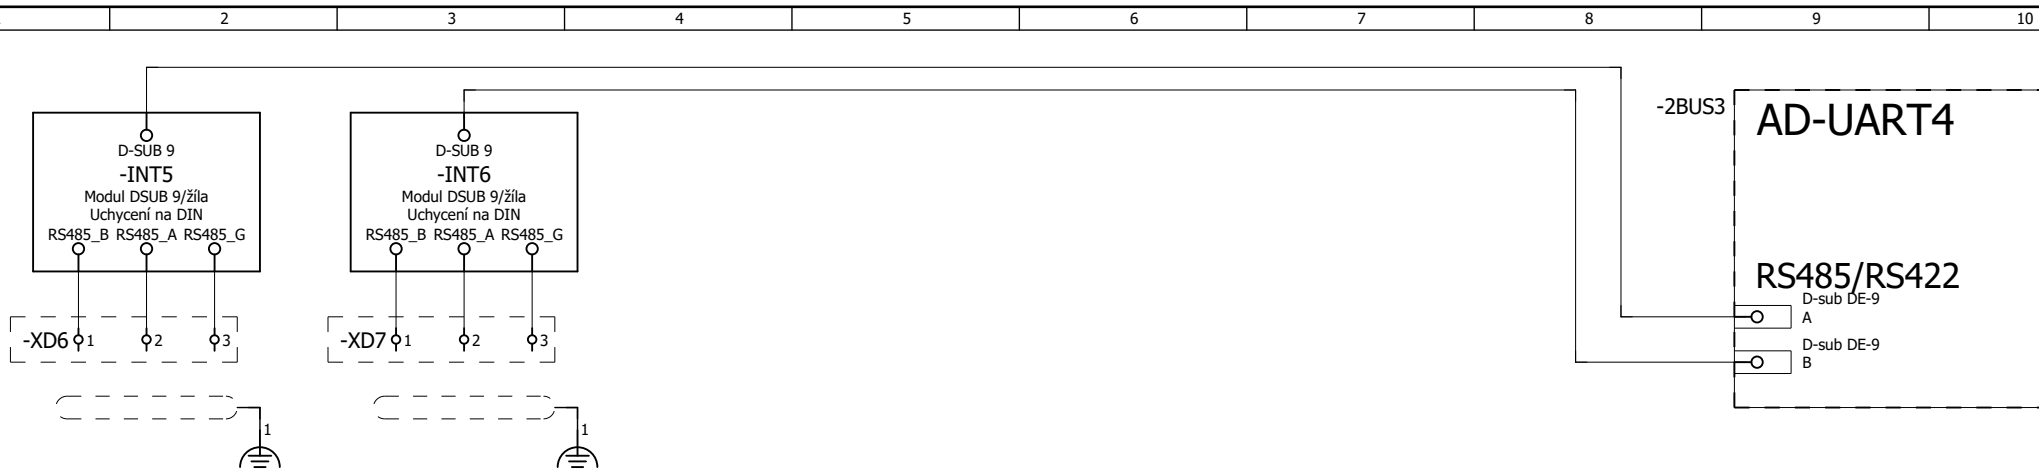 2 3 4 5 6 7 8 9 10
-2BUS3
AD-UART4
D-SUB 9
-INT5
Modul DSUB 9/žíla
Uchycení na DIN
RS485_B RS485_A RS485_G
D-SUB 9
-INT6
Modul DSUB 9/žíla
Uchycení na DIN
RS485_B RS485_A RS485_G
RS485/RS422
D-sub DE-9
A
D-sub DE-9
B
-XD6 1 2 3
-XD7 1 2 3
1
1